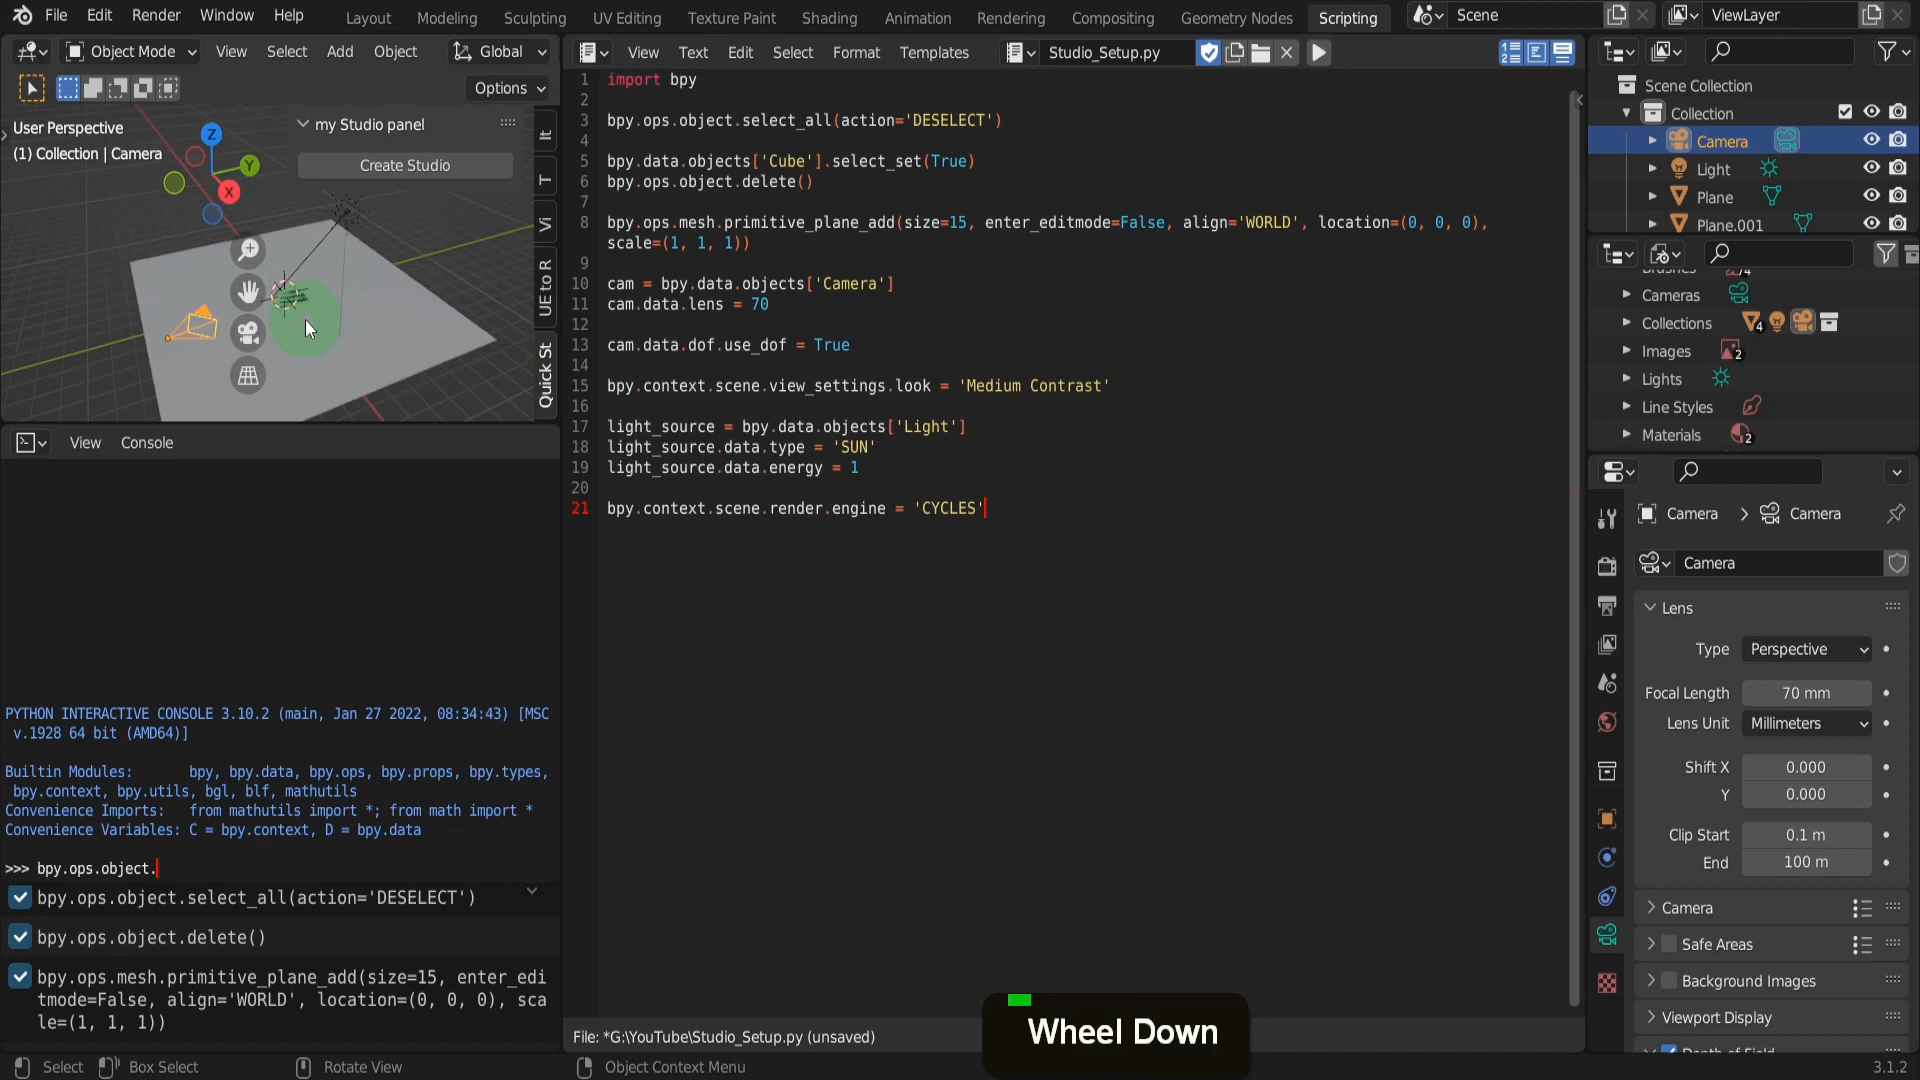 File Edit Render Window Help Layout Modeling Sculpting UV Editing Texture Paint Shading Animation Rendering Compositing Geometry Nodes Scripting Scene ViewLayer
Object Mode View Select Add Object Global
View Text Edit Select Format Templates Studio_Setup.py
Options
User Perspective
(1) Collection | Camera
my Studio panel
Create Studio
Z
Y
X
It
T
Vi
UE to R
Quick St
1 import bpy
2
3 bpy.ops.object.select_all(action='DESELECT')
4
5 bpy.data.objects['Cube'].select_set(True)
6 bpy.ops.object.delete()
7
8 bpy.ops.mesh.primitive_plane_add(size=15, enter_editmode=False, align='WORLD', location=(0, 0, 0),
scale=(1, 1, 1))
9
10 cam = bpy.data.objects['Camera']
11 cam.data.lens = 70
12
13 cam.data.dof.use_dof = True
14
15 bpy.context.scene.view_settings.look = 'Medium Contrast'
16
17 light_source = bpy.data.objects['Light']
18 light_source.data.type = 'SUN'
19 light_source.data.energy = 1
20
21 bpy.context.scene.render.engine = 'CYCLES'
View Console
PYTHON INTERACTIVE CONSOLE 3.10.2 (main, Jan 27 2022, 08:34:43) [MSC
v.1928 64 bit (AMD64)]
Builtin Modules: bpy, bpy.data, bpy.ops, bpy.props, bpy.types,
bpy.context, bpy.utils, bgl, blf, mathutils
Convenience Imports: from mathutils import *; from math import *
Convenience Variables: C = bpy.context, D = bpy.data
>>> bpy.ops.object.
bpy.ops.object.select_all(action='DESELECT')
bpy.ops.object.delete()
bpy.ops.mesh.primitive_plane_add(size=15, enter_edi
tmode=False, align='WORLD', location=(0, 0, 0), sca
le=(1, 1, 1))
File: *G:\YouTube\Studio_Setup.py (unsaved)
Wheel Down
Scene Collection
Collection
Camera
Light
Plane
Plane.001
Brushes 74
Cameras
Collections 4
Images 2
Lights
Line Styles
Materials 2
Camera > Camera
Camera
Lens
Type Perspective
Focal Length 70 mm
Lens Unit Millimeters
Shift X 0.000
Y 0.000
Clip Start 0.1 m
End 100 m
Camera
Safe Areas
Background Images
Viewport Display
Depth of Field
Select Box Select Rotate View Object Context Menu 3.1.2